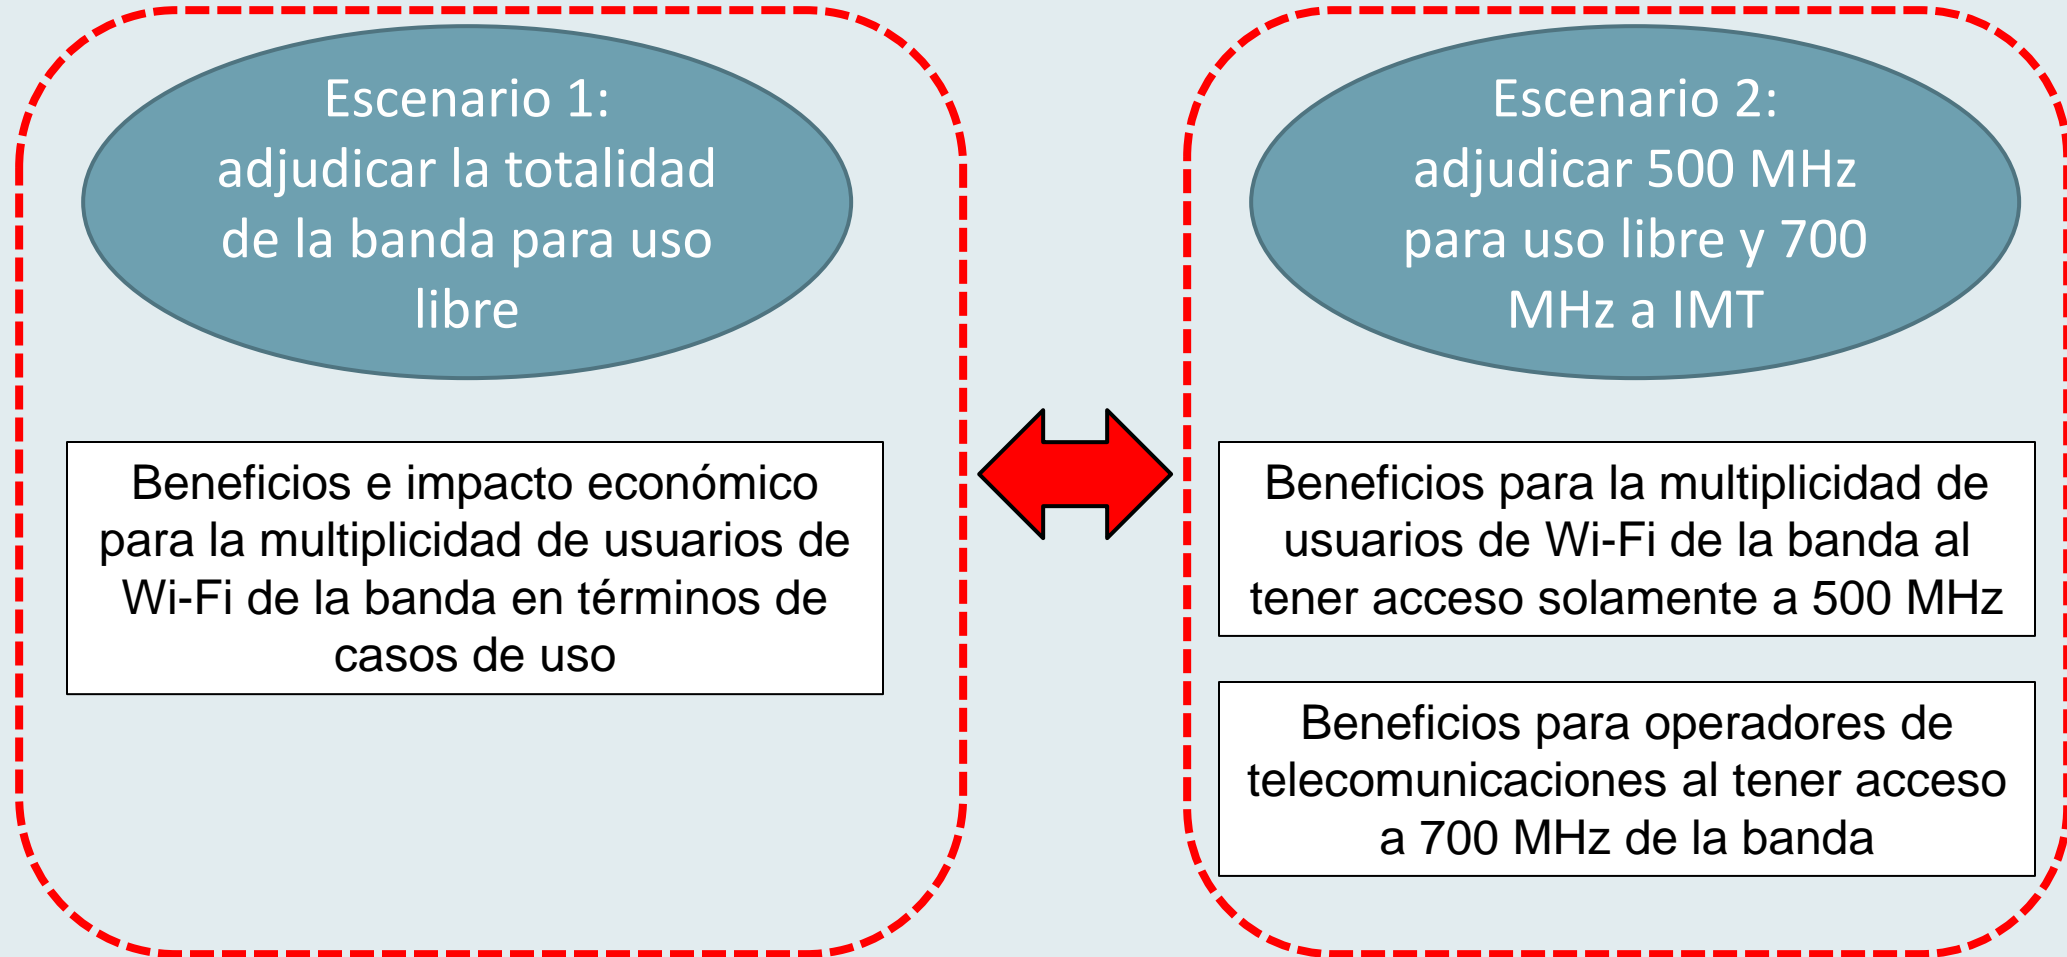 Escenario 1:
adjudicar la totalidad
de la banda para uso
libre
Beneficios e impacto económico
para la multiplicidad de usuarios de
Wi-Fi de la banda en términos de
casos de uso
Escenario 2:
adjudicar 500 MHz
para uso libre y 700
MHz a IMT
Beneficios para la multiplicidad de
usuarios de Wi-Fi de la banda al
tener acceso solamente a 500 MHz
Beneficios para operadores de
telecomunicaciones al tener acceso
a 700 MHz de la banda